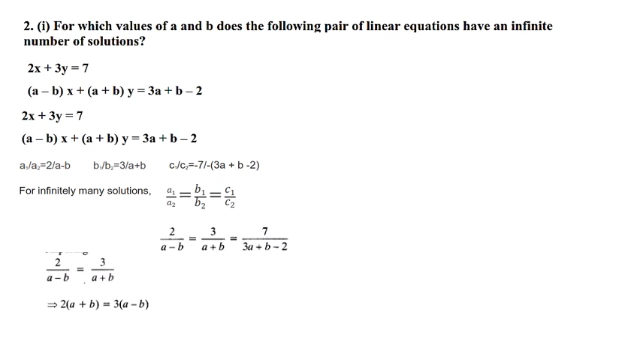 2. (i) For which values of a and b does the following pair of linear equations have an infinite
number of solutions?
2x + 3y = 7
(a – b) x + (a + b) y = 3a + b – 2
2x + 3y = 7
(a – b) x + (a + b) y = 3a + b – 2
a₁/a₂=2/a-b b₁/b₂=3/a+b c₁/c₂=-7/-(3a + b -2)
For infinitely many solutions, a₁/a₂ = b₁/b₂ = c₁/c₂
2/(a – b) = 3/(a + b) = 7/(3a + b – 2)
2/(a – b) = 3/(a + b)
⇒ 2(a + b) = 3(a – b)